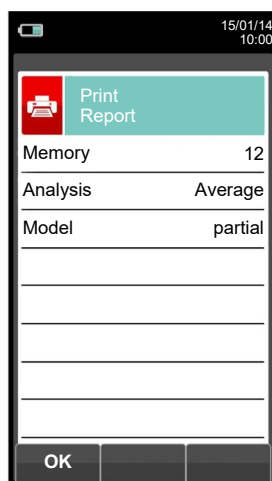 15/01/14
10:00
Print
Report
Memory 12
Analysis Average
Model partial
OK